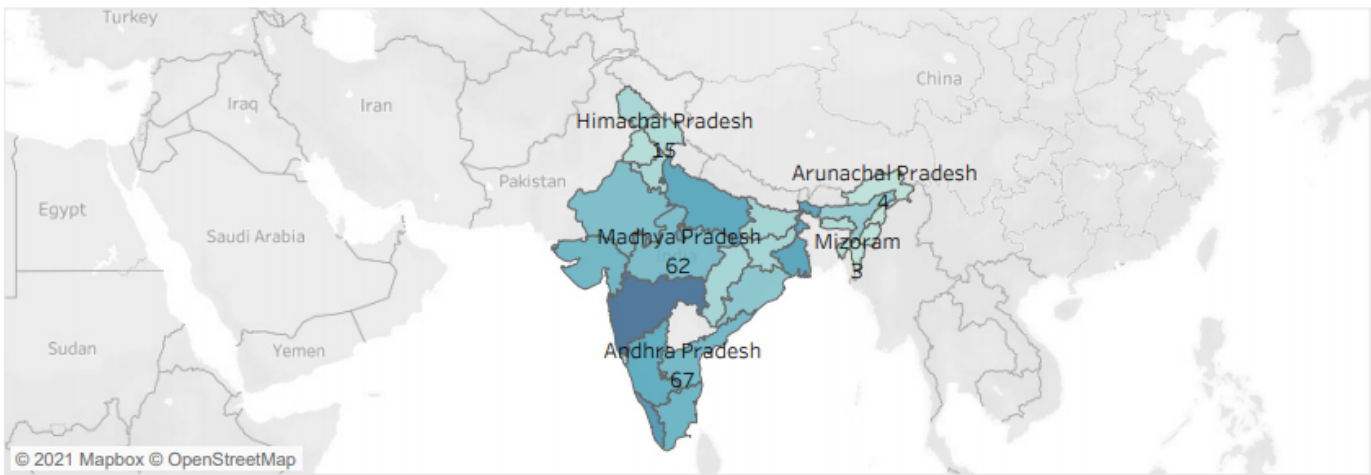 Turkey
China
Iraq
Iran
Himachal Pradesh
15
Pakistan
Arunachal Pradesh
4
Egypt
Saudi Arabia
Madhya Pradesh
62
Mizoram
3
Sudan
Yemen
Andhra Pradesh
67
© 2021 Mapbox © OpenStreetMap